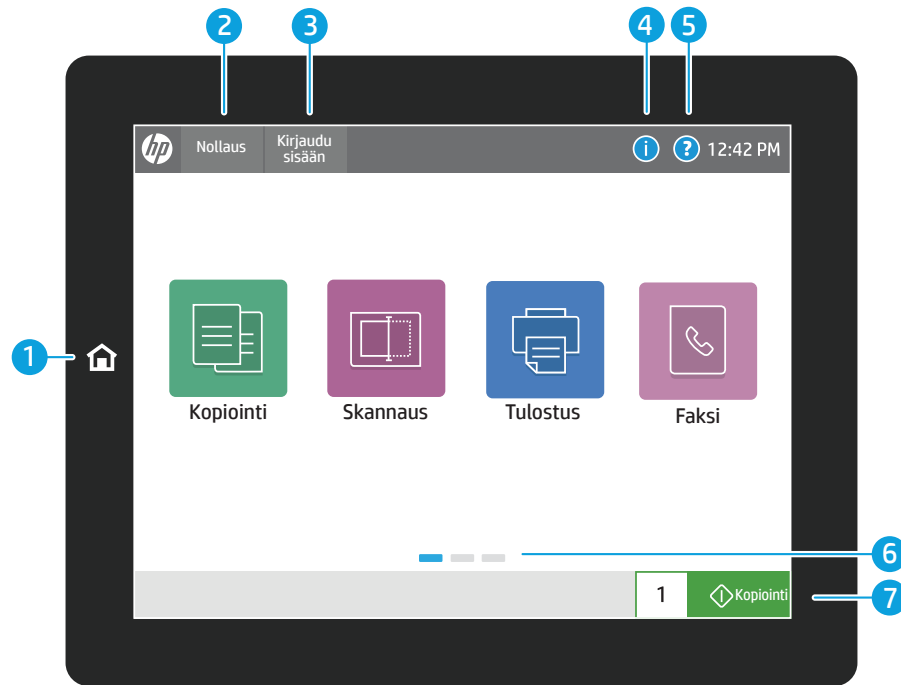 2 3 4 5
hp Nollaus Kirjaudu i ? 12:42 PM
sisään
1
Kopiointi Skannaus Tulostus Faksi
6
1 Kopiointi
7